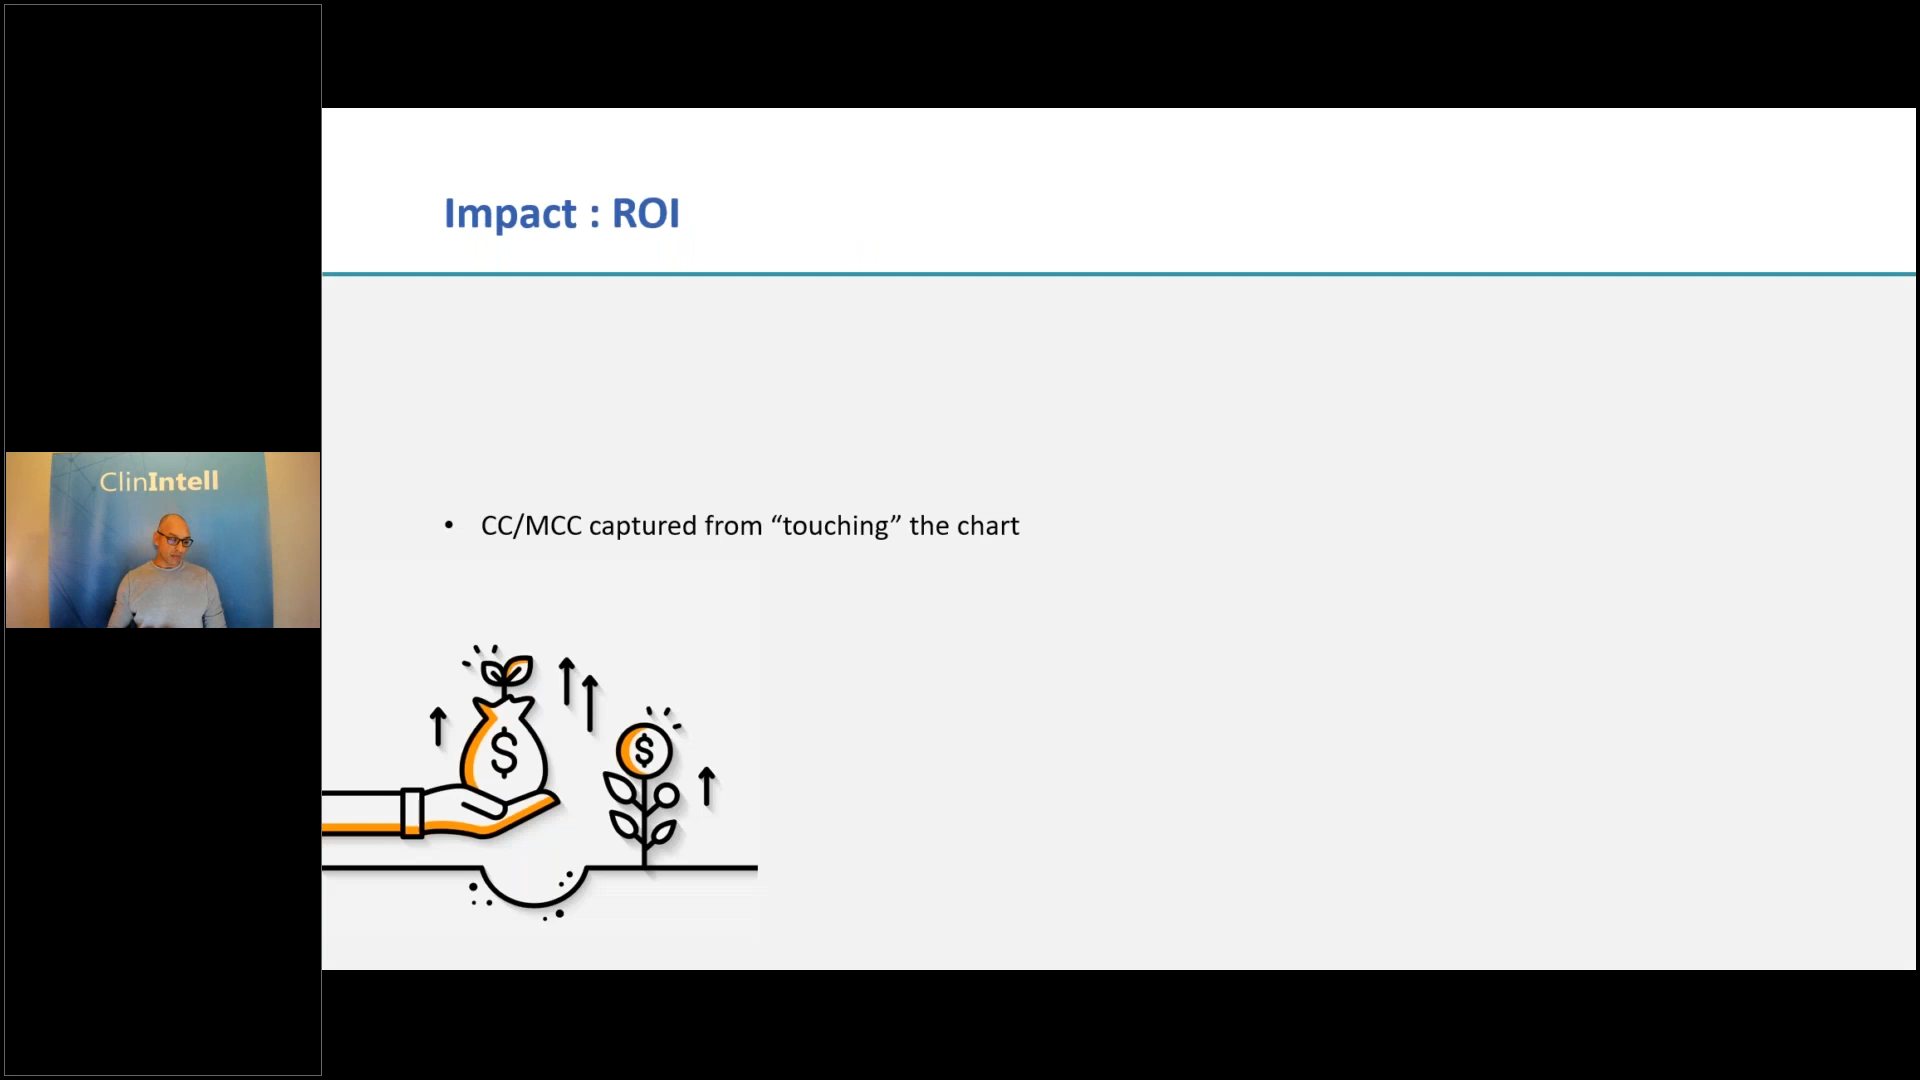 ClinIntell
Impact : ROI
• CC/MCC captured from “touching” the chart
$
$